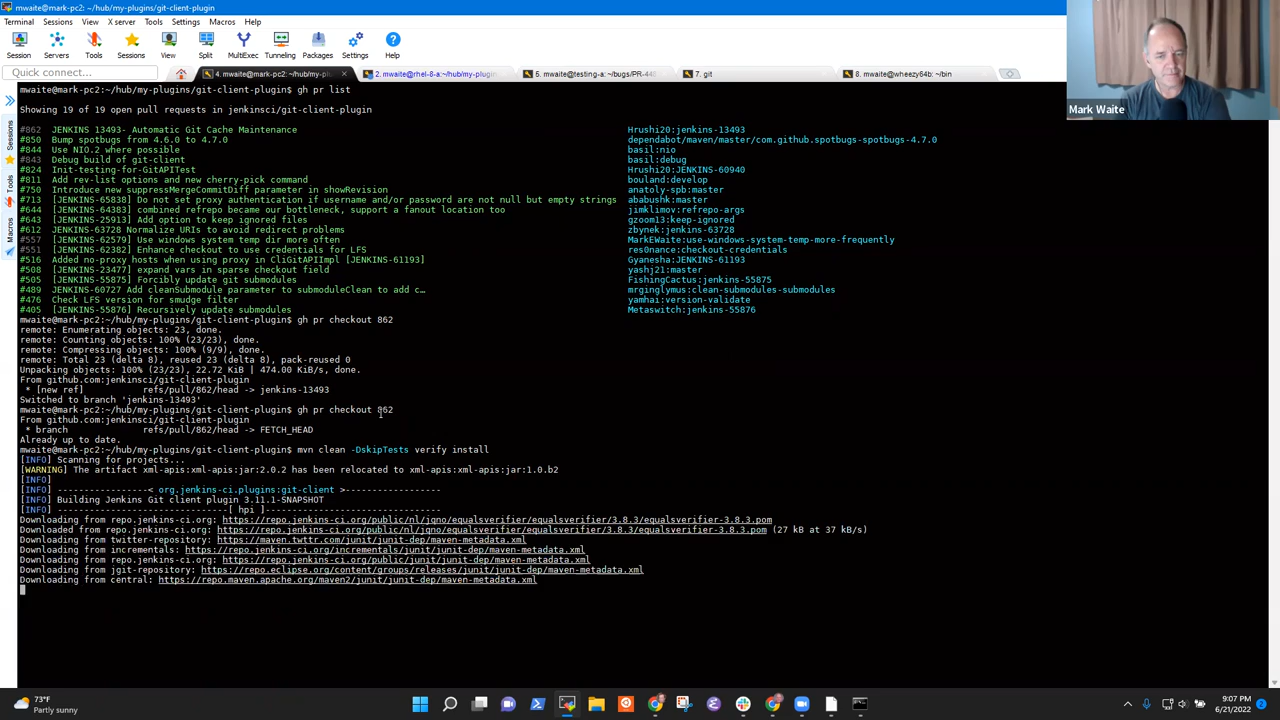 mwaite@mark-pc2:~/hub/my-plugins/git-client-plugin
Terminal Sessions View X server Tools Settings Macros Help
Session Servers Tools Sessions View Split MultiExec Tunneling Packages Settings Help
Quick connect...
4. mwaite@mark-pc2: ~/hub/my-pl
2. mwaite@rhel-8-a:~/hub/my-plugin
5. mwaite@testing-a: ~/bugs/PR-448
7. git
8. mwaite@wheezy64b: ~/bin
Mark Waite
Sessions
Tools
Macros
mwaite@mark-pc2:~/hub/my-plugins/git-client-plugin$ gh pr list
Showing 19 of 19 open pull requests in jenkinsci/git-client-plugin
#862 JENKINS 13493- Automatic Git Cache Maintenance Hrushi20:jenkins-13493
#850 Bump spotbugs from 4.6.0 to 4.7.0 dependabot/maven/master/com.github.spotbugs-spotbugs-4.7.0
#844 Use NIO.2 where possible basil:nio
#843 Debug build of git-client basil:debug
#824 Init-testing-for-GitAPITest Hrushi20:JENKINS-60940
#811 Add rev-list options and new cherry-pick command bouland:develop
#750 Introduce new suppressMergeCommitDiff parameter in showRevision anatoly-spb:master
#713 [JENKINS-65838] Do not set proxy authentication if username and/or password are not null but empty strings ababushk:master
#644 [JENKINS-64383] combined refrepo became our bottleneck, support a fanout location too jimklimov:refrepo-args
#643 [JENKINS-25913] Add option to keep ignored files gzoom13:keep-ignored
#612 JENKINS-63728 Normalize URIs to avoid redirect problems zbynek:jenkins-63728
#557 [JENKINS-62579] Use windows system temp dir more often MarkEWaite:use-windows-system-temp-more-frequently
#551 [JENKINS-62382] Enhance checkout to use credentials for LFS res0nance:checkout-credentials
#516 Added no-proxy hosts when using proxy in CliGitAPIImpl [JENKINS-61193] Gyanesha:JENKINS-61193
#508 [JENKINS-23477] expand vars in sparse checkout field yashj21:master
#505 [JENKINS-55875] Forcibly update git submodules FishingCactus:jenkins-55875
#489 JENKINS-60727 Add cleanSubmodule parameter to submoduleClean to add c… mrginglymus:clean-submodules-submodules
#476 Check LFS version for smudge filter yamhai:version-validate
#405 [JENKINS-55876] Recursively update submodules Metaswitch:jenkins-55876
mwaite@mark-pc2:~/hub/my-plugins/git-client-plugin$ gh pr checkout 862
remote: Enumerating objects: 23, done.
remote: Counting objects: 100% (23/23), done.
remote: Compressing objects: 100% (9/9), done.
remote: Total 23 (delta 8), reused 23 (delta 8), pack-reused 0
Unpacking objects: 100% (23/23), 22.72 KiB | 474.00 KiB/s, done.
From github.com:jenkinsci/git-client-plugin
* [new ref] refs/pull/862/head -> jenkins-13493
Switched to branch 'jenkins-13493'
mwaite@mark-pc2:~/hub/my-plugins/git-client-plugin$ gh pr checkout 862
From github.com:jenkinsci/git-client-plugin
* branch refs/pull/862/head -> FETCH_HEAD
Already up to date.
mwaite@mark-pc2:~/hub/my-plugins/git-client-plugin$ mvn clean -DskipTests verify install
[INFO] Scanning for projects...
[WARNING] The artifact xml-apis:xml-apis:jar:2.0.2 has been relocated to xml-apis:xml-apis:jar:1.0.b2
[INFO]
[INFO] -----------------< org.jenkins-ci.plugins:git-client >------------------
[INFO] Building Jenkins Git client plugin 3.11.1-SNAPSHOT
[INFO] --------------------------------[ hpi ]---------------------------------
Downloading from repo.jenkins-ci.org: https://repo.jenkins-ci.org/public/nl/jqno/equalsverifier/equalsverifier/3.8.3/equalsverifier-3.8.3.pom
Downloaded from repo.jenkins-ci.org: https://repo.jenkins-ci.org/public/nl/jqno/equalsverifier/equalsverifier/3.8.3/equalsverifier-3.8.3.pom (27 kB at 37 kB/s)
Downloading from twitter-repository: https://maven.twttr.com/junit/junit-dep/maven-metadata.xml
Downloading from incrementals: https://repo.jenkins-ci.org/incrementals/junit/junit-dep/maven-metadata.xml
Downloading from repo.jenkins-ci.org: https://repo.jenkins-ci.org/public/junit/junit-dep/maven-metadata.xml
Downloading from jgit-repository: https://repo.eclipse.org/content/groups/releases/junit/junit-dep/maven-metadata.xml
Downloading from central: https://repo.maven.apache.org/maven2/junit/junit-dep/maven-metadata.xml
73°F
Partly sunny
9:07 PM
6/21/2022